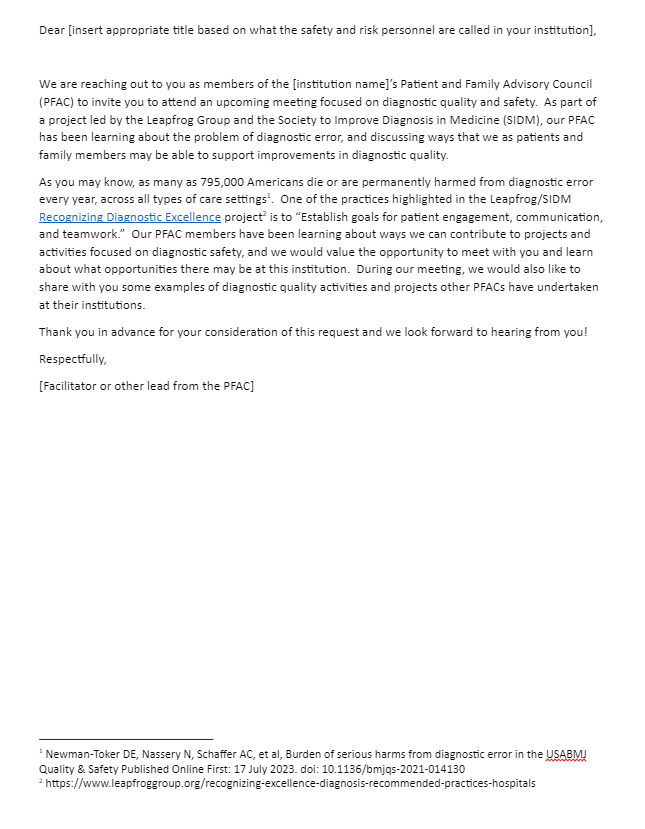 Dear [insert appropriate title based on what the safety and risk personnel are called in your institution],
We are reaching out to you as members of the [institution name]’s Patient and Family Advisory Council
(PFAC) to invite you to attend an upcoming meeting focused on diagnostic quality and safety.  As part of
a project led by the Leapfrog Group and the Society to Improve Diagnosis in Medicine (SIDM), our PFAC
has been learning about the problem of diagnostic error, and discussing ways that we as patients and
family members may be able to support improvements in diagnostic quality.
As you may know, as many as 795,000 Americans die or are permanently harmed from diagnostic error
every year, across all types of care settings¹.  One of the practices highlighted in the Leapfrog/SIDM
Recognizing Diagnostic Excellence project² is to “Establish goals for patient engagement, communication,
and teamwork.”  Our PFAC members have been learning about ways we can contribute to projects and
activities focused on diagnostic safety, and we would value the opportunity to meet with you and learn
about what opportunities there may be at this institution.  During our meeting, we would also like to
share with you some examples of diagnostic quality activities and projects other PFACs have undertaken
at their institutions.
Thank you in advance for your consideration of this request and we look forward to hearing from you!
Respectfully,
[Facilitator or other lead from the PFAC]
¹ Newman-Toker DE, Nassery N, Schaffer AC, et al, Burden of serious harms from diagnostic error in the USABMJ
Quality & Safety Published Online First: 17 July 2023. doi: 10.1136/bmjqs-2021-014130
² https://www.leapfroggroup.org/recognizing-excellence-diagnosis-recommended-practices-hospitals